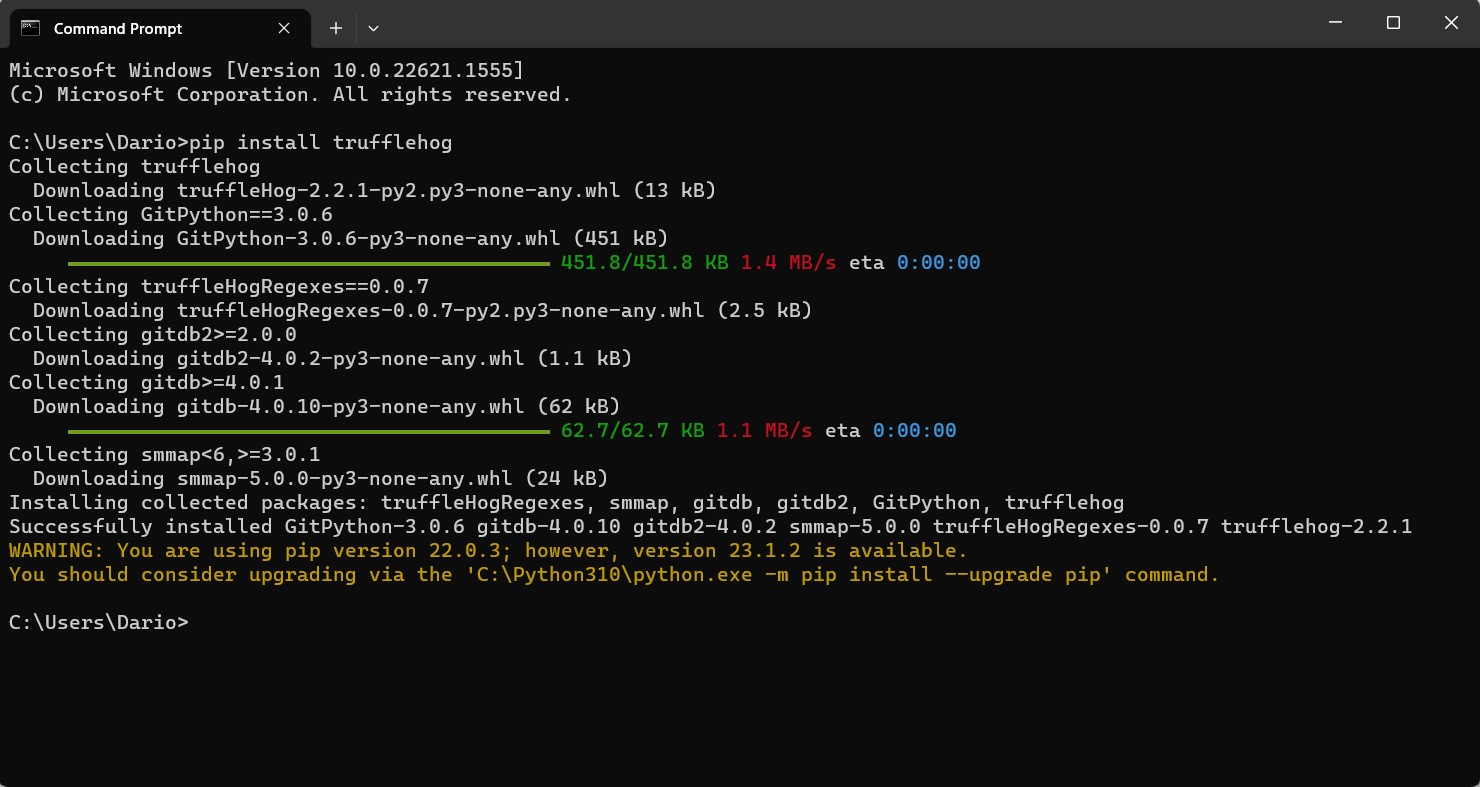 Command Prompt
Microsoft Windows [Version 10.0.22621.1555]
(c) Microsoft Corporation. All rights reserved.
C:\Users\Dario>pip install trufflehog
Collecting trufflehog
  Downloading truffleHog-2.2.1-py2.py3-none-any.whl (13 kB)
Collecting GitPython==3.0.6
  Downloading GitPython-3.0.6-py3-none-any.whl (451 kB)
451.8/451.8 KB 1.4 MB/s eta 0:00:00
Collecting truffleHogRegexes==0.0.7
  Downloading truffleHogRegexes-0.0.7-py2.py3-none-any.whl (2.5 kB)
Collecting gitdb2>=2.0.0
  Downloading gitdb2-4.0.2-py3-none-any.whl (1.1 kB)
Collecting gitdb>=4.0.1
  Downloading gitdb-4.0.10-py3-none-any.whl (62 kB)
62.7/62.7 KB 1.1 MB/s eta 0:00:00
Collecting smmap<6,>=3.0.1
  Downloading smmap-5.0.0-py3-none-any.whl (24 kB)
Installing collected packages: truffleHogRegexes, smmap, gitdb, gitdb2, GitPython, trufflehog
Successfully installed GitPython-3.0.6 gitdb-4.0.10 gitdb2-4.0.2 smmap-5.0.0 truffleHogRegexes-0.0.7 trufflehog-2.2.1
WARNING: You are using pip version 22.0.3; however, version 23.1.2 is available.
You should consider upgrading via the 'C:\Python310\python.exe -m pip install --upgrade pip' command.
C:\Users\Dario>